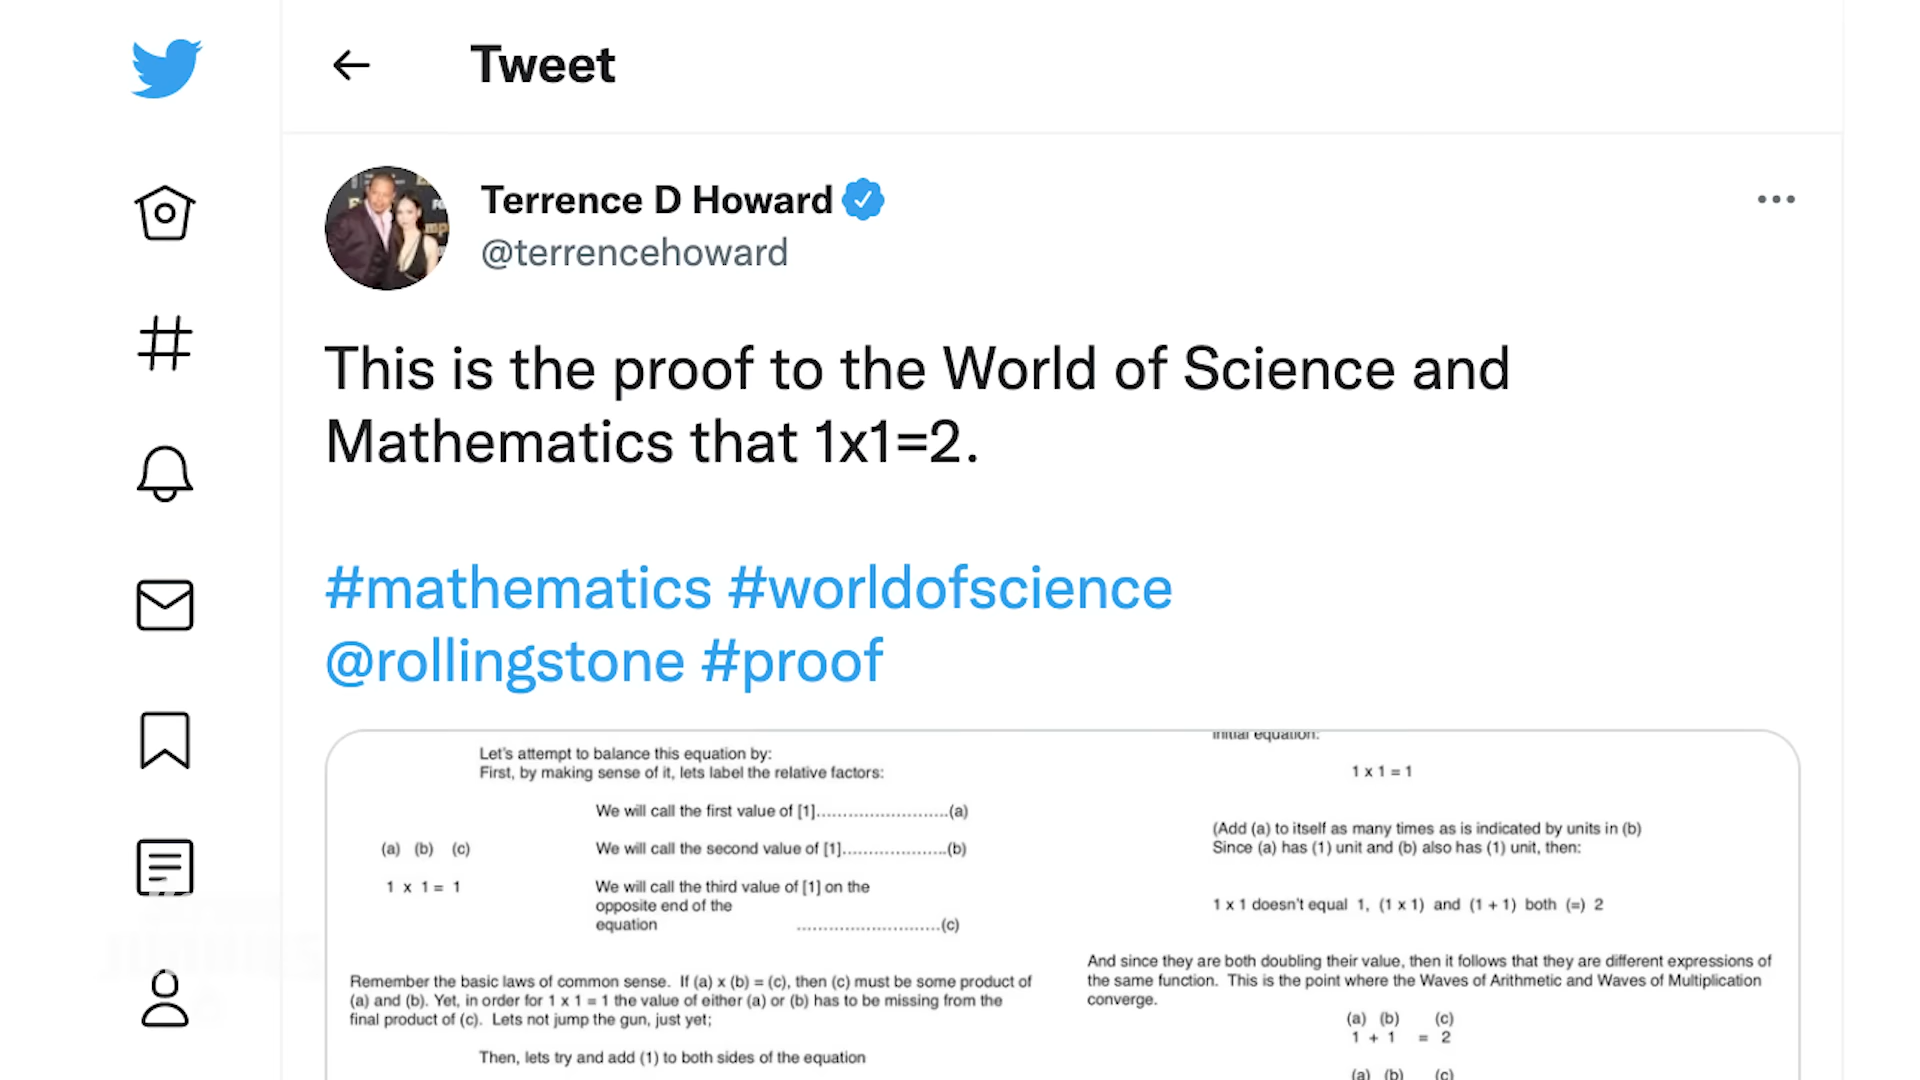 Tweet
Terrence D Howard
@terrencehoward
This is the proof to the World of Science and
Mathematics that 1x1=2.
#mathematics #worldofscience
@rollingstone #proof
Let's attempt to balance this equation by:
First, by making sense of it, lets label the relative factors:
We will call the first value of [1]..........................(a)
(a) (b) (c)
We will call the second value of [1]....................(b)
1 x 1 = 1
We will call the third value of [1] on the
opposite end of the
equation ............................(c)
Remember the basic laws of common sense. If (a) x (b) = (c), then (c) must be some product of
(a) and (b). Yet, in order for 1 x 1 = 1 the value of either (a) or (b) has to be missing from the
final product of (c). Lets not jump the gun, just yet;
Then, lets try and add (1) to both sides of the equation
initial equation:
1 x 1 = 1
(Add (a) to itself as many times as is indicated by units in (b)
Since (a) has (1) unit and (b) also has (1) unit, then:
1 x 1 doesn't equal 1, (1 x 1) and (1 + 1) both (=) 2
And since they are both doubling their value, then it follows that they are different expressions of
the same function. This is the point where the Waves of Arithmetic and Waves of Multiplication
converge.
(a) (b) (c)
1 + 1 = 2
(a) (b) (c)